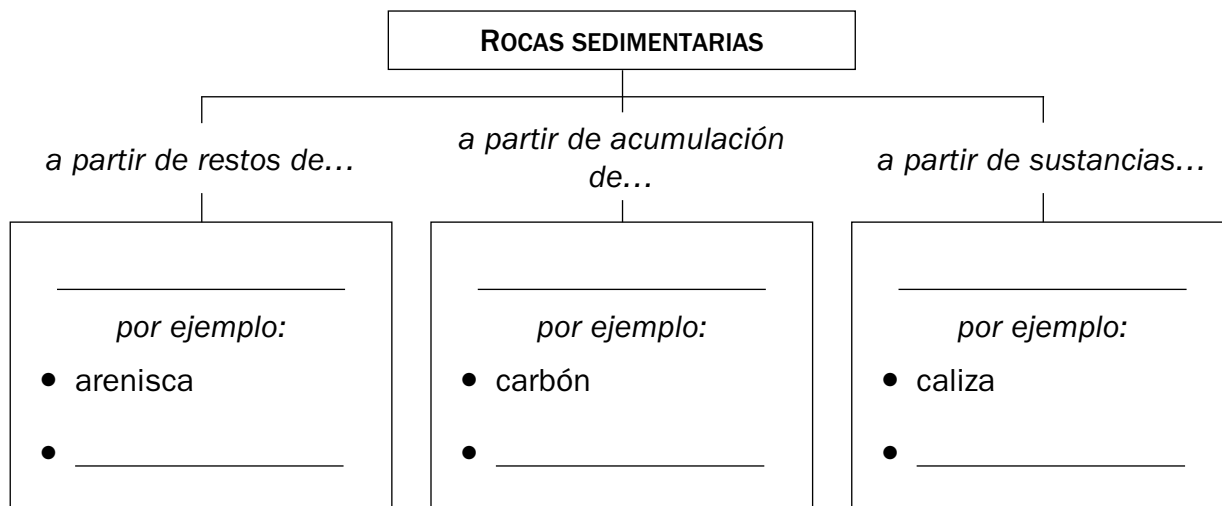 ROCAS SEDIMENTARIAS
a partir de restos de…
a partir de acumulación
de…
a partir de sustancias…
por ejemplo:
• arenisca
•
por ejemplo:
• carbón
•
por ejemplo:
• caliza
•